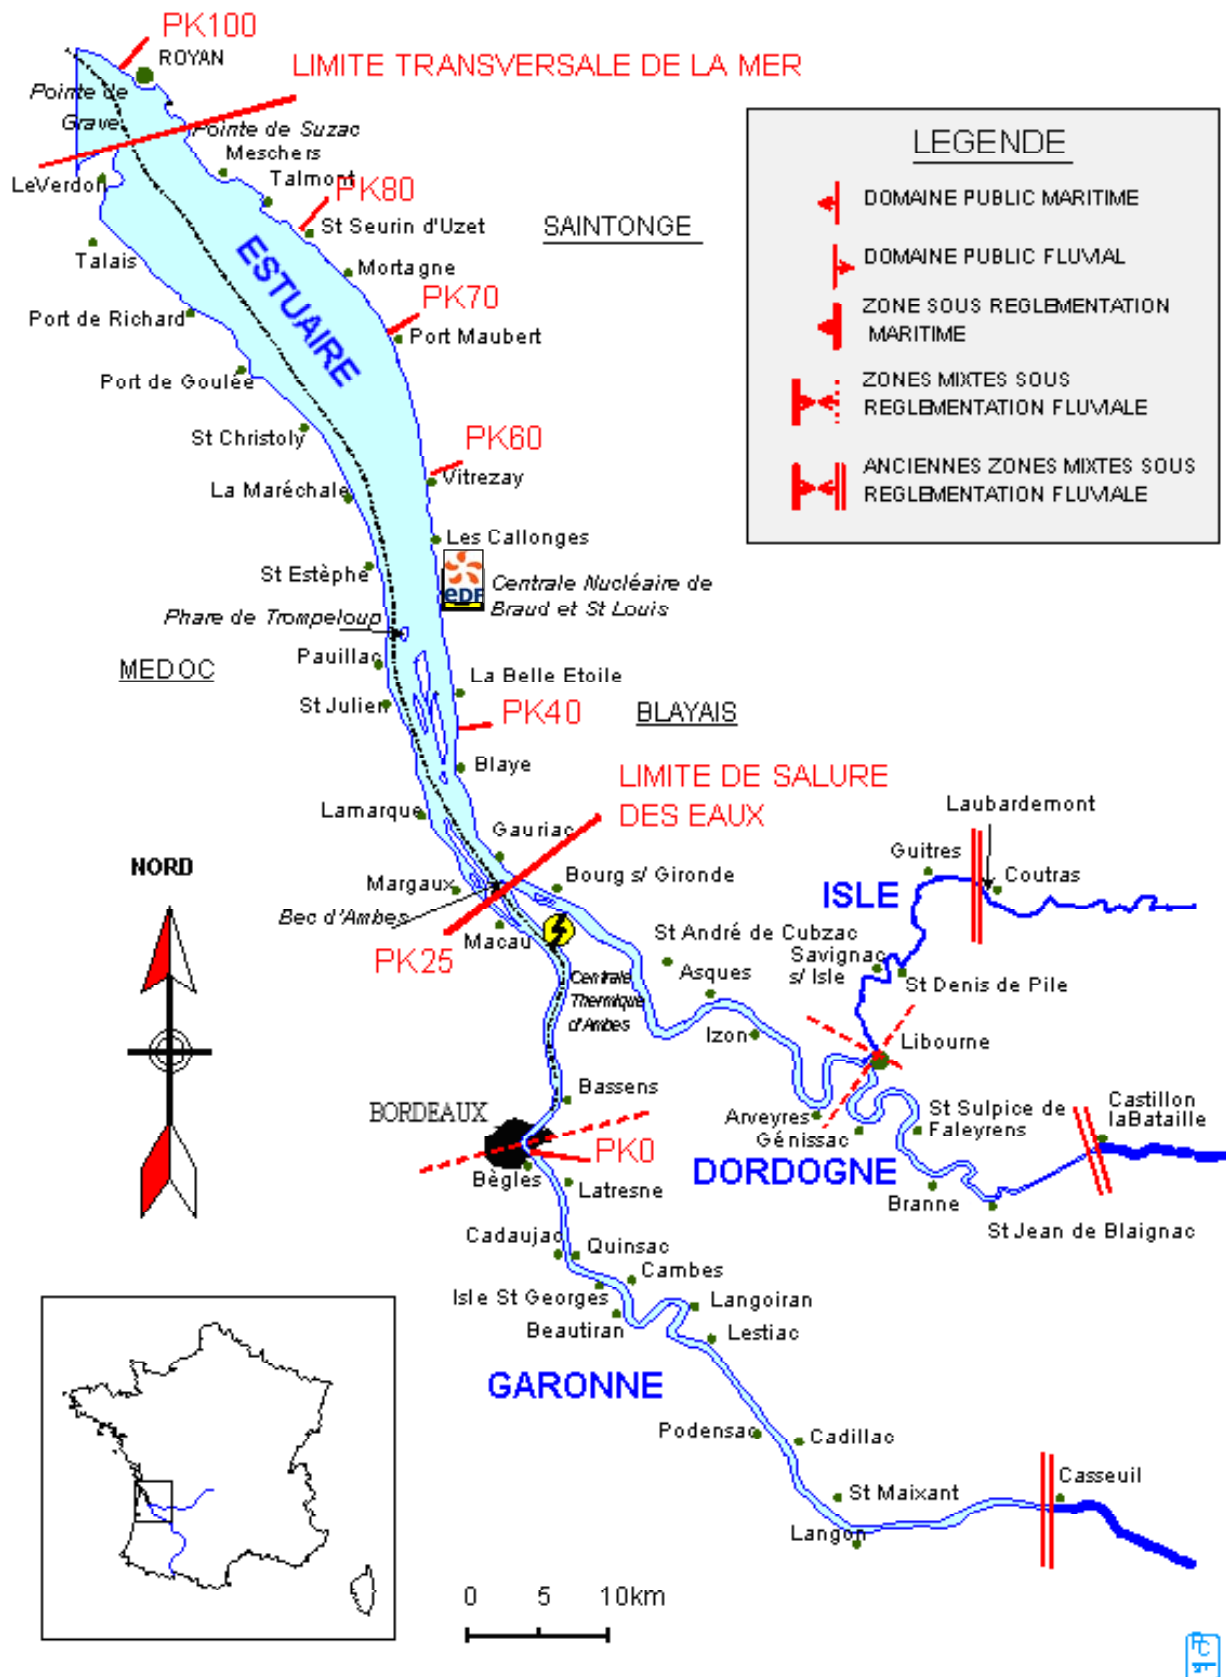 PK100
ROYAN
LIMITE TRANSVERSALE DE LA MER
Pointe de
Grave
Pointe de Suzac
Meschers
Talmont
LeVerdon
PK80
St Seurin d'Uzet
SAINTONGE
Talais
ESTUAIRE
Mortagne
PK70
Port de Richard
Port Maubert
Port de Goulée
St Christoly
PK60
Vitrezay
La Maréchale
Les Callonges
St Estèphe
eDF
Centrale Nucléaire de
Braud et St Louis
Phare de Trompeloup
Pauillac
MEDOC
La Belle Etoile
St Julien
PK40
BLAYAIS
Blaye
LIMITE DE SALURE
DES EAUX
Lamarque
Gauriac
Margaux
Bourg s/ Gironde
Bec d'Ambes
Macau
PK25
Centrale
Thermique
d'Ambes
St André de Cubzac
Asques
Izon
Laubardemont
Guitres
Coutras
ISLE
Savignac
s/ Isle
St Denis de Pile
Libourne
Arveyres
Génissac
St Sulpice de
Faleyrens
Castillon
laBataille
DORDOGNE
Branne
St Jean de Blaignac
Bassens
BORDEAUX
PK0
Bègles
Latresne
Cadaujac
Quinsac
Cambes
Isle St Georges
Beautiran
Langoiran
Lestiac
GARONNE
Podensac
Cadillac
St Maixant
Langon
Casseuil
LEGENDE
DOMAINE PUBLIC MARITIME
DOMAINE PUBLIC FLUVIAL
ZONE SOUS REGLEMENTATION
MARITIME
ZONES MIXTES SOUS
REGLEMENTATION FLUVIALE
ANCIENNES ZONES MIXTES SOUS
REGLEMENTATION FLUVIALE
NORD
0 5 10km